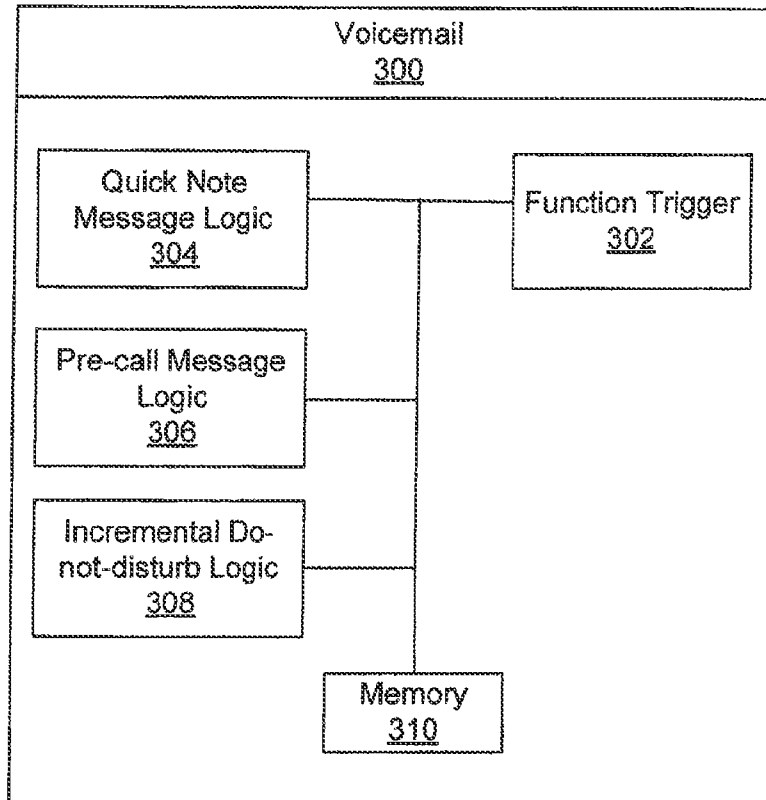 Voicemail
300
Quick Note
Message Logic
304
Function Trigger
302
Pre-call Message
Logic
306
Incremental Do-
not-disturb Logic
308
Memory
310